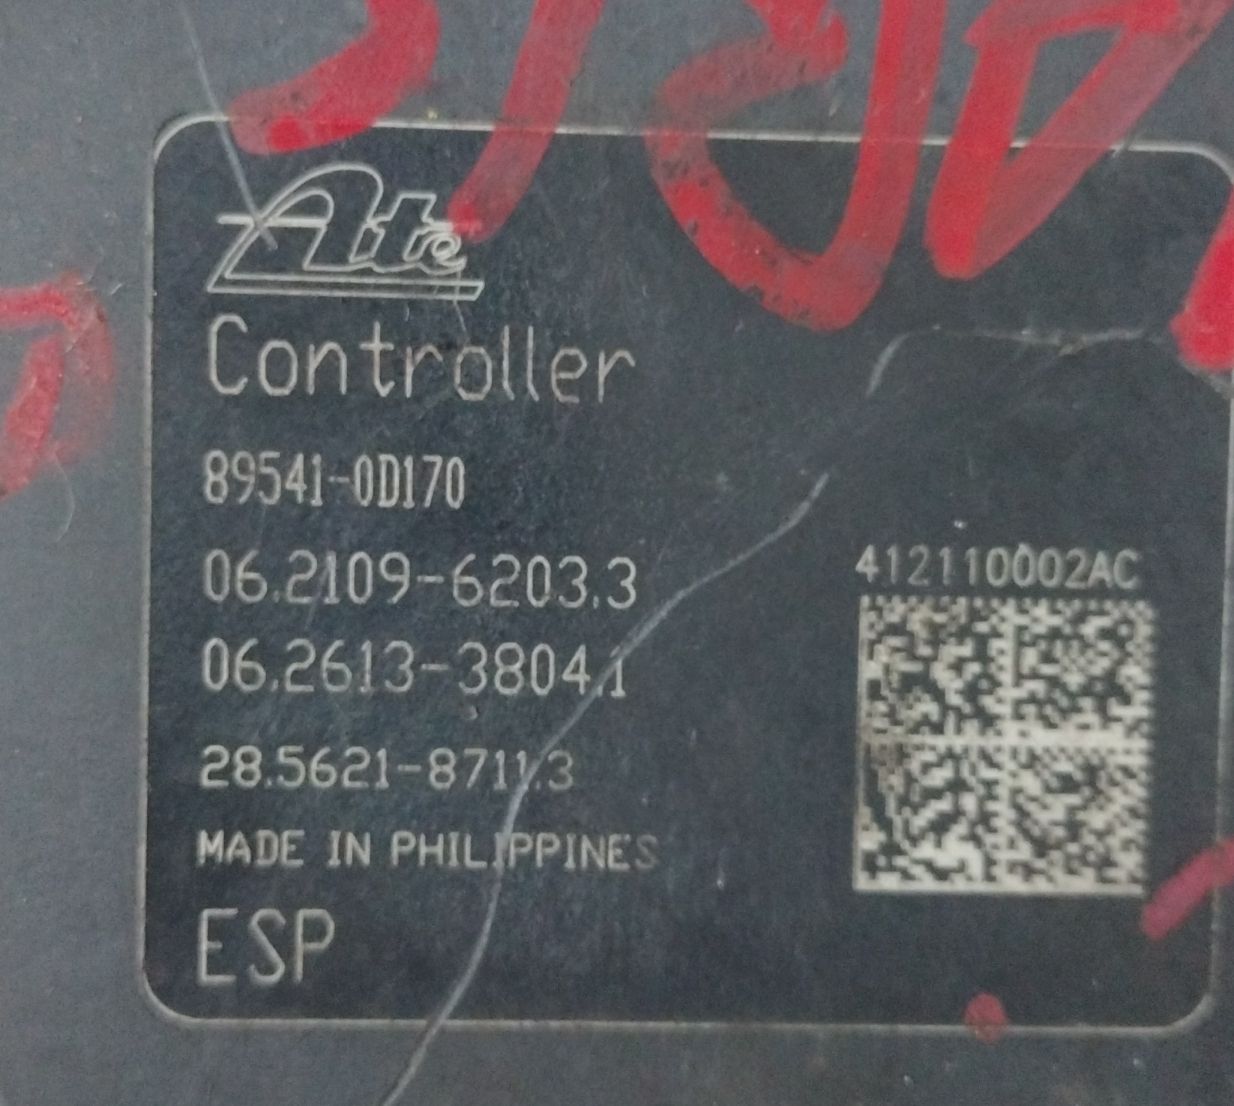 Ate
Controller
89541-0D170
06.2109-6203.3
412110002AC
06.2613-3804.1
28.5621-8711.3
MADE IN PHILIPPINES
ESP